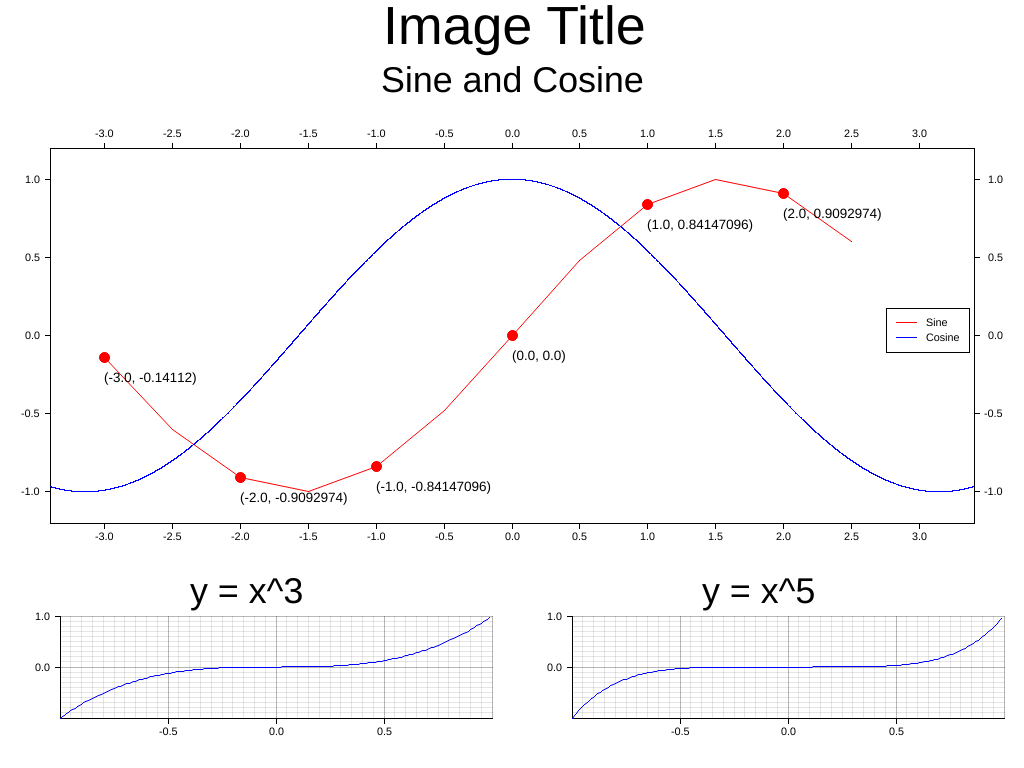 Image Title
Sine and Cosine
-3.0 -2.5 -2.0 -1.5 -1.0 -0.5 0.0 0.5 1.0 1.5 2.0 2.5 3.0
1.0 1.0
(2.0, 0.9092974)
(1.0, 0.84147096)
0.5 0.5
Sine
0.0 0.0
Cosine
(0.0, 0.0)
(-3.0, -0.14112)
-0.5 -0.5
(-1.0, -0.84147096)
-1.0 -1.0
(-2.0, -0.9092974)
-3.0 -2.5 -2.0 -1.5 -1.0 -0.5 0.0 0.5 1.0 1.5 2.0 2.5 3.0
y = x^3
1.0
0.0
-0.5 0.0 0.5
y = x^5
1.0
0.0
-0.5 0.0 0.5